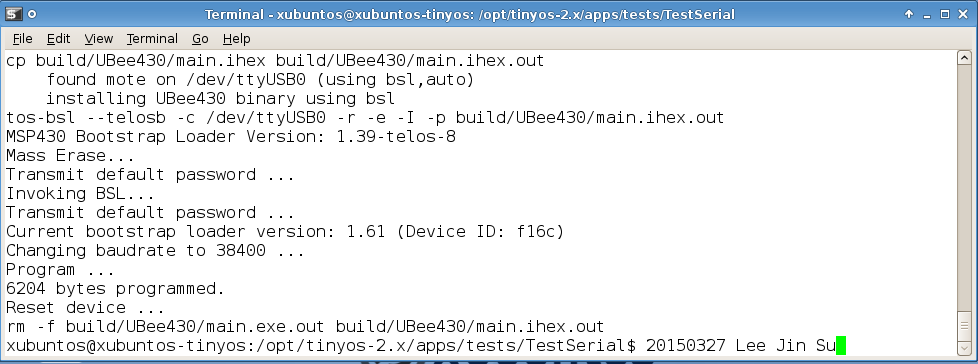 Terminal - xubuntos@xubuntos-tinyos: /opt/tinyos-2.x/apps/tests/TestSerial
File Edit View Terminal Go Help
cp build/UBee430/main.ihex build/UBee430/main.ihex.out
    found mote on /dev/ttyUSB0 (using bsl,auto)
    installing UBee430 binary using bsl
tos-bsl --telosb -c /dev/ttyUSB0 -r -e -I -p build/UBee430/main.ihex.out
MSP430 Bootstrap Loader Version: 1.39-telos-8
Mass Erase...
Transmit default password ...
Invoking BSL...
Transmit default password ...
Current bootstrap loader version: 1.61 (Device ID: f16c)
Changing baudrate to 38400 ...
Program ...
6204 bytes programmed.
Reset device ...
rm -f build/UBee430/main.exe.out build/UBee430/main.ihex.out
xubuntos@xubuntos-tinyos:/opt/tinyos-2.x/apps/tests/TestSerial$ 20150327 Lee Jin Su